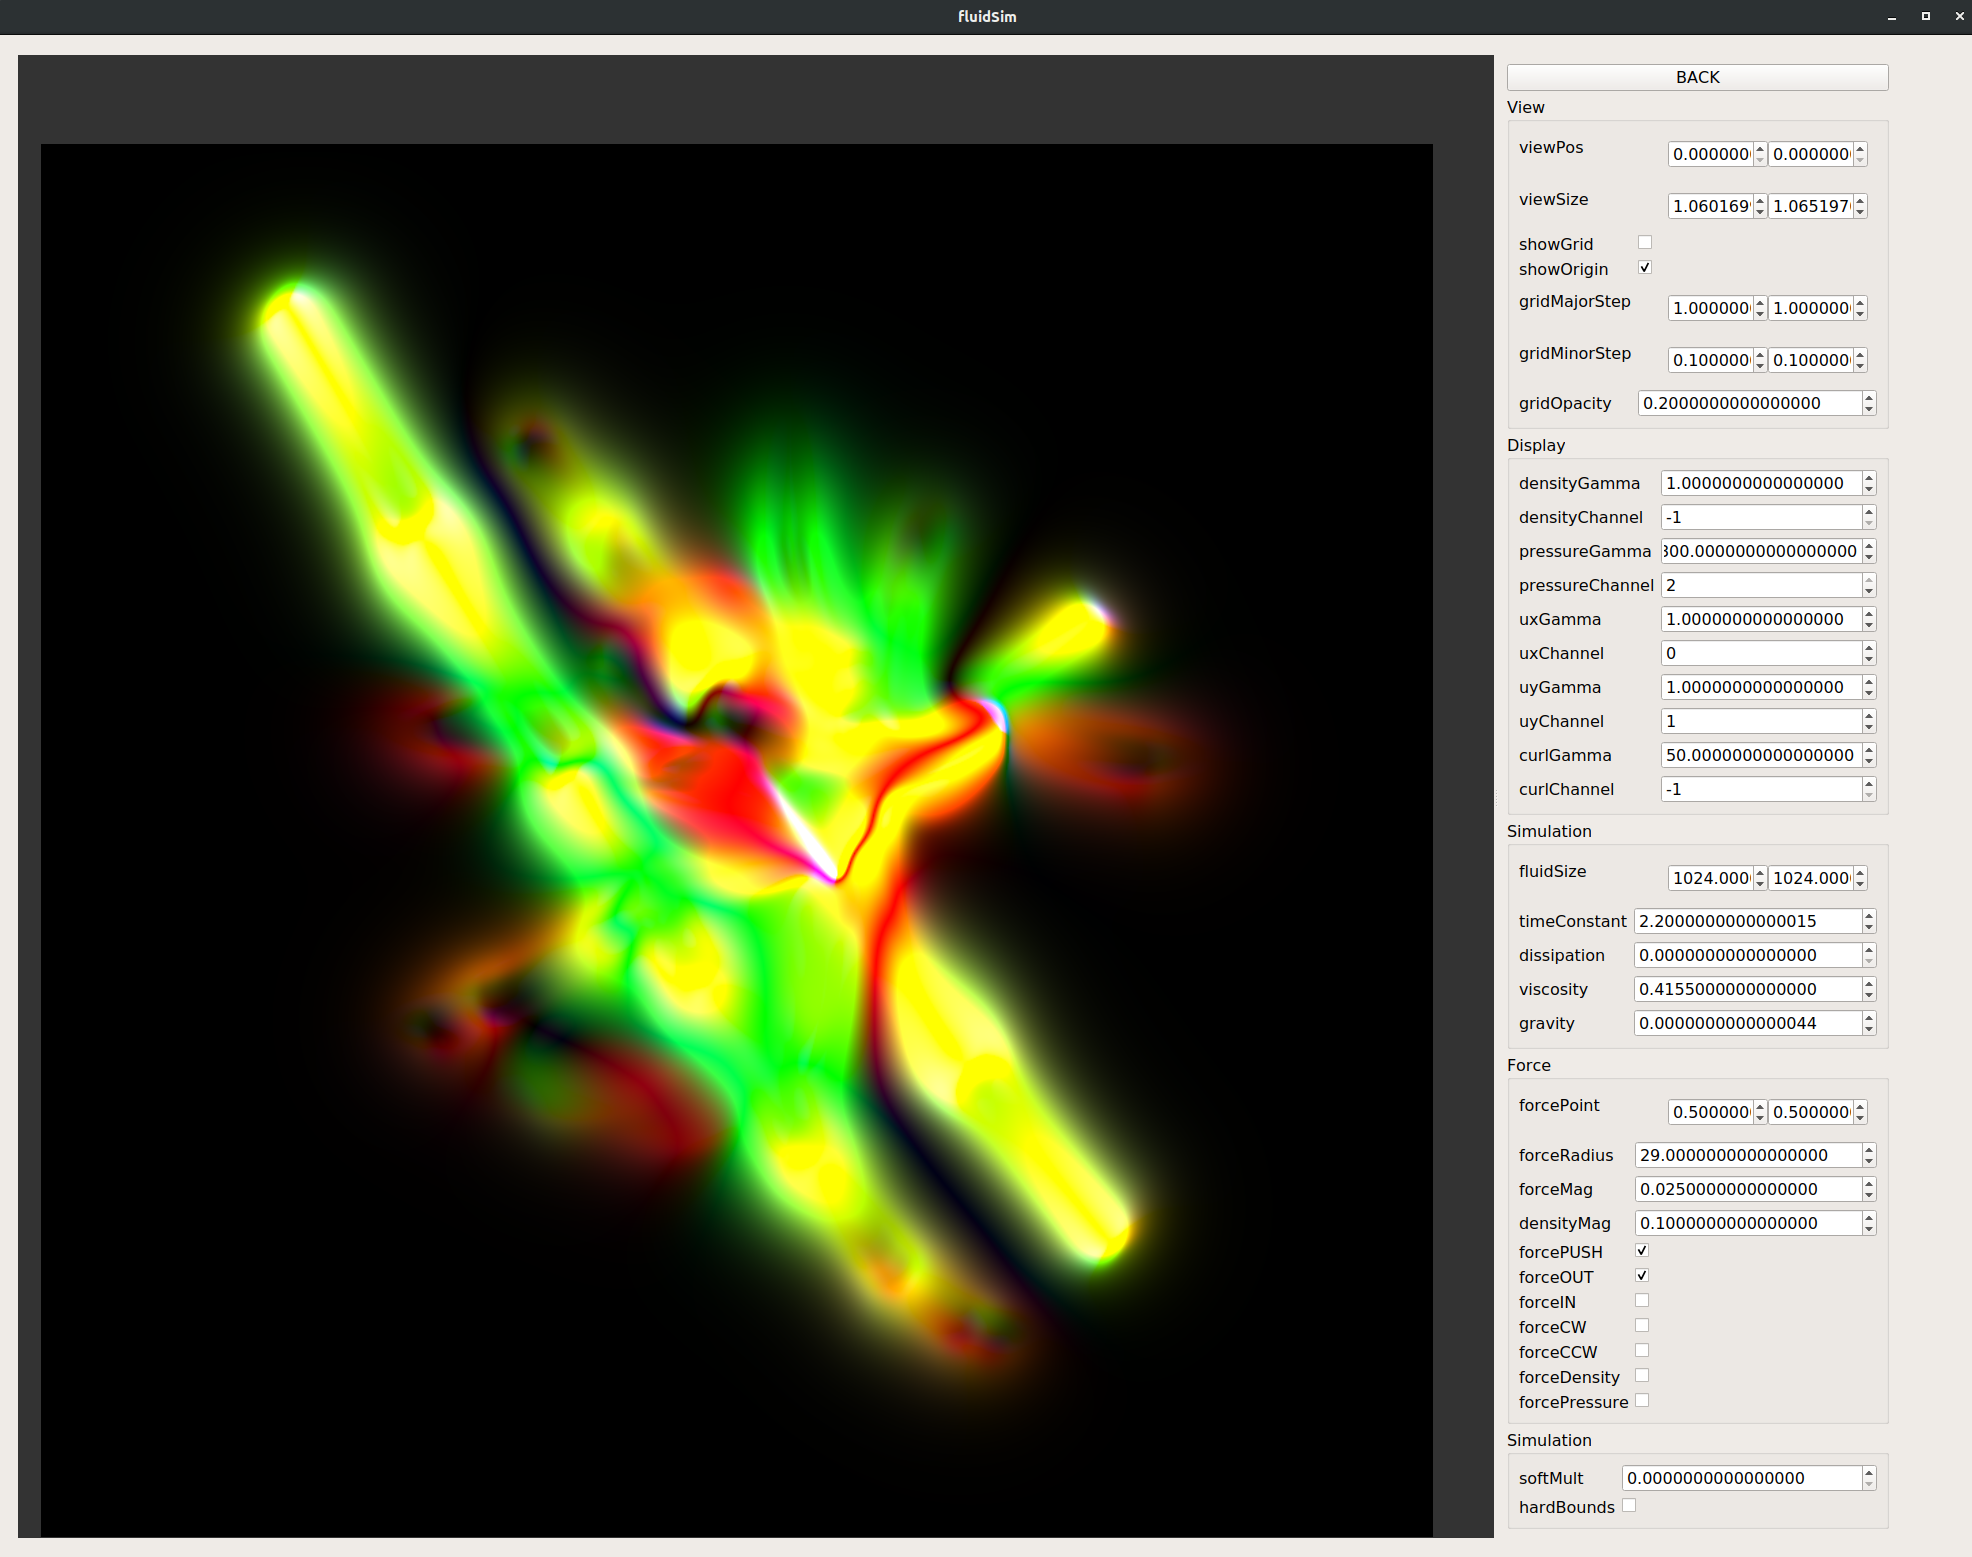 fluidSim
BACK
View
viewPos 0.000000 0.000000
viewSize 1.060169 1.065197
showGrid
showOrigin
gridMajorStep 1.000000 1.000000
gridMinorStep 0.100000 0.100000
gridOpacity 0.2000000000000000
Display
densityGamma 1.0000000000000000
densityChannel -1
pressureGamma 300.0000000000000000
pressureChannel 2
uxGamma 1.0000000000000000
uxChannel 0
uyGamma 1.0000000000000000
uyChannel 1
curlGamma 50.0000000000000000
curlChannel -1
Simulation
fluidSize 1024.000 1024.000
timeConstant 2.2000000000000015
dissipation 0.0000000000000000
viscosity 0.4155000000000000
gravity 0.0000000000000044
Force
forcePoint 0.500000 0.500000
forceRadius 29.0000000000000000
forceMag 0.0250000000000000
densityMag 0.1000000000000000
forcePUSH
forceOUT
forceIN
forceCW
forceCCW
forceDensity
forcePressure
Simulation
softMult 0.0000000000000000
hardBounds